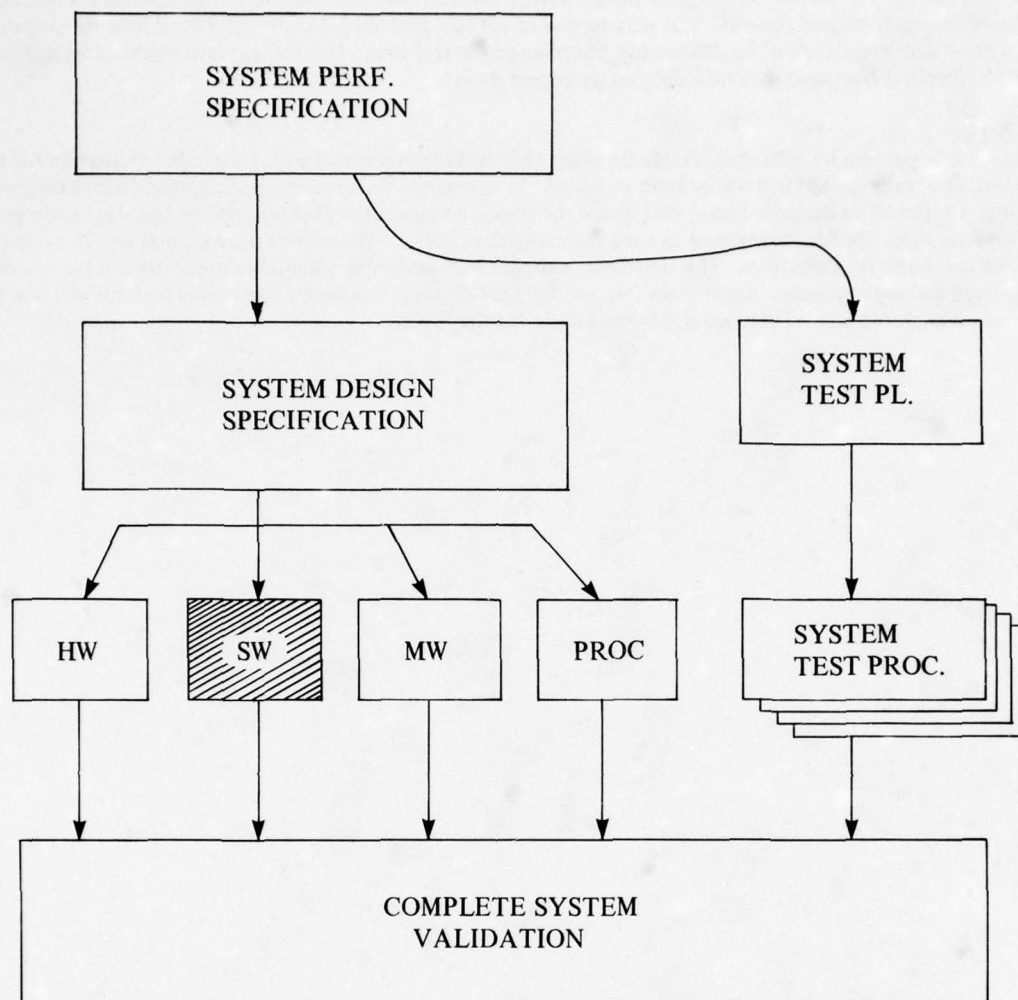 SYSTEM PERF.
SPECIFICATION
SYSTEM DESIGN
SPECIFICATION
SYSTEM
TEST PL.
HW
SW
MW
PROC
SYSTEM
TEST PROC.
COMPLETE SYSTEM
VALIDATION